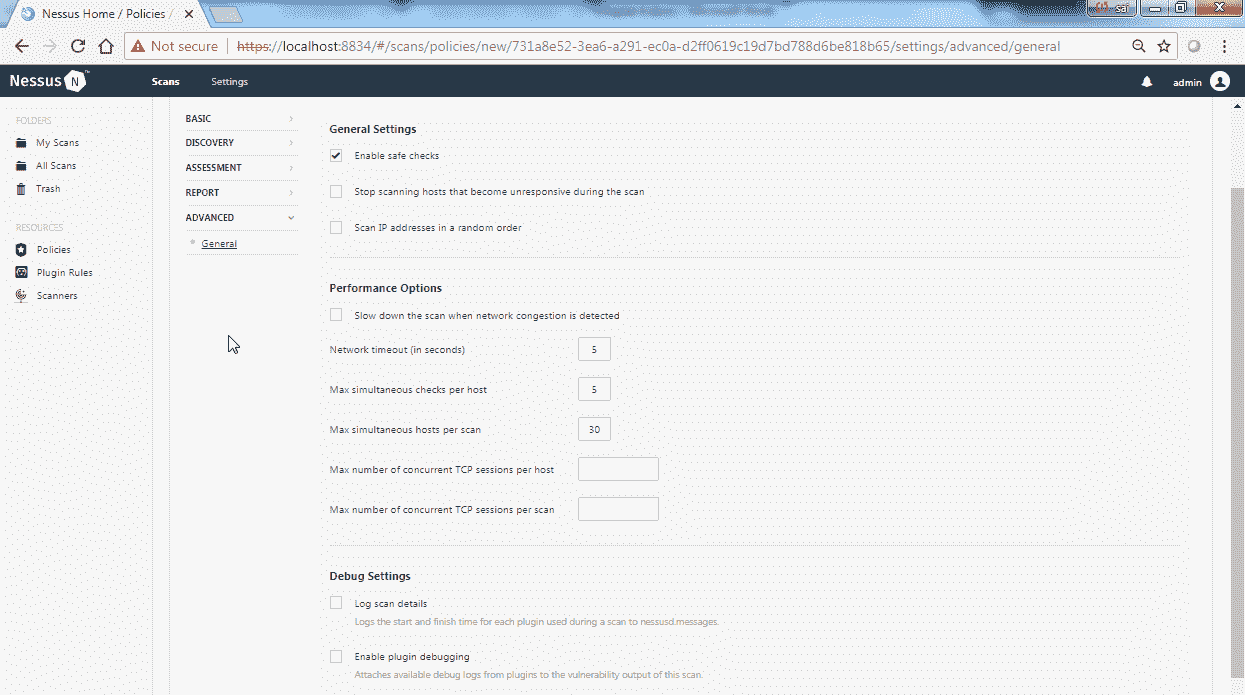 Nessus Home / Policies /
sai
Not secure
https://localhost:8834/#/scans/policies/new/731a8e52-3ea6-a291-ec0a-d2ff0619c19d7bd788d6be818b65/settings/advanced/general
Nessus N
Scans
Settings
admin
FOLDERS
My Scans
All Scans
Trash
RESOURCES
Policies
Plugin Rules
Scanners
BASIC
DISCOVERY
ASSESSMENT
REPORT
ADVANCED
General
General Settings
Enable safe checks
Stop scanning hosts that become unresponsive during the scan
Scan IP addresses in a random order
Performance Options
Slow down the scan when network congestion is detected
Network timeout (in seconds) 5
Max simultaneous checks per host 5
Max simultaneous hosts per scan 30
Max number of concurrent TCP sessions per host
Max number of concurrent TCP sessions per scan
Debug Settings
Log scan details
Logs the start and finish time for each plugin used during a scan to nessusd.messages.
Enable plugin debugging
Attaches available debug logs from plugins to the vulnerability output of this scan.